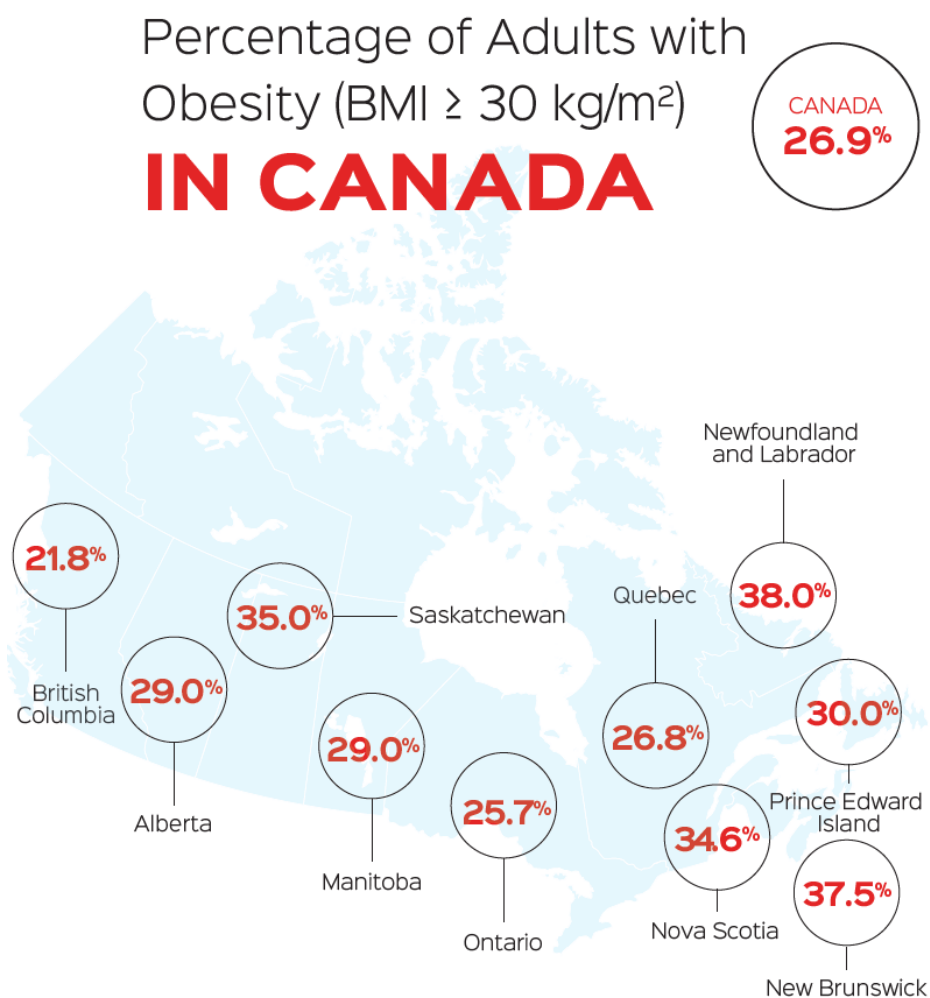 Percentage of Adults with
Obesity (BMI ≥ 30 kg/m²)
IN CANADA
CANADA
26.9%
Newfoundland
and Labrador
38.0%
21.8%
British
Columbia
35.0%
Saskatchewan
Quebec
26.8%
29.0%
Alberta
30.0%
Prince Edward
Island
29.0%
Manitoba
25.7%
Ontario
34.6%
Nova Scotia
37.5%
New Brunswick